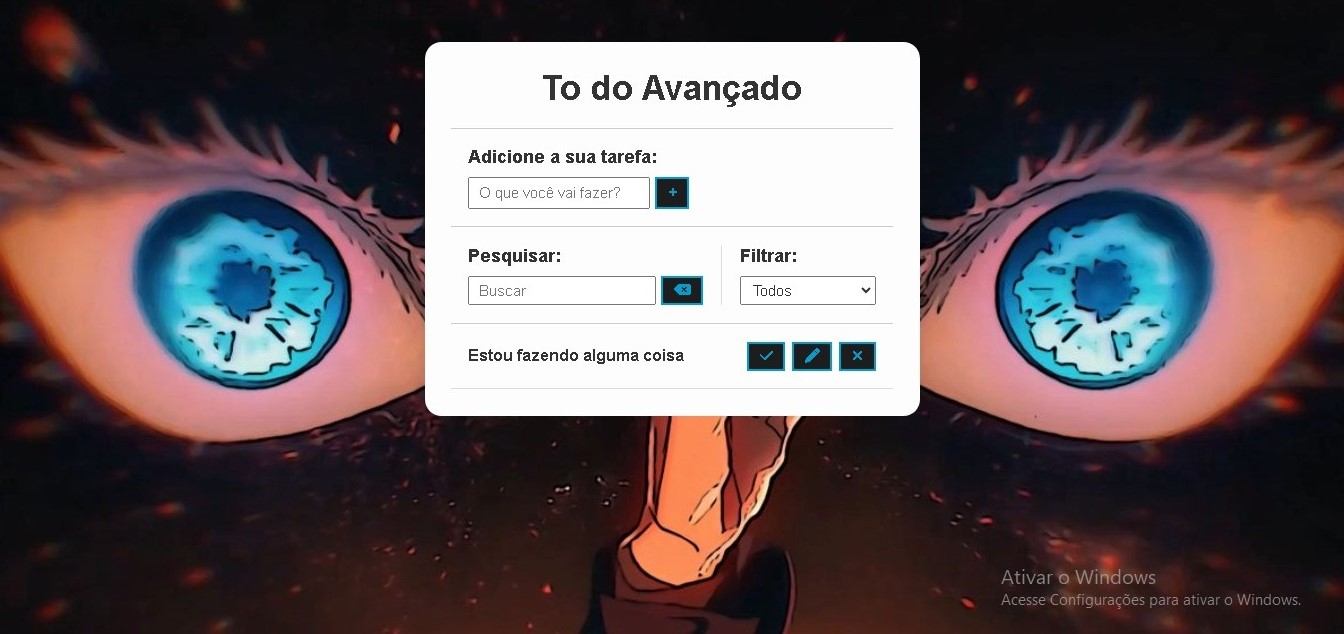 To do Avançado
Adicione a sua tarefa:
O que você vai fazer?
+
Pesquisar:
Filtrar:
Buscar
Todos
Estou fazendo alguma coisa
Ativar o Windows
Acesse Configurações para ativar o Windows.